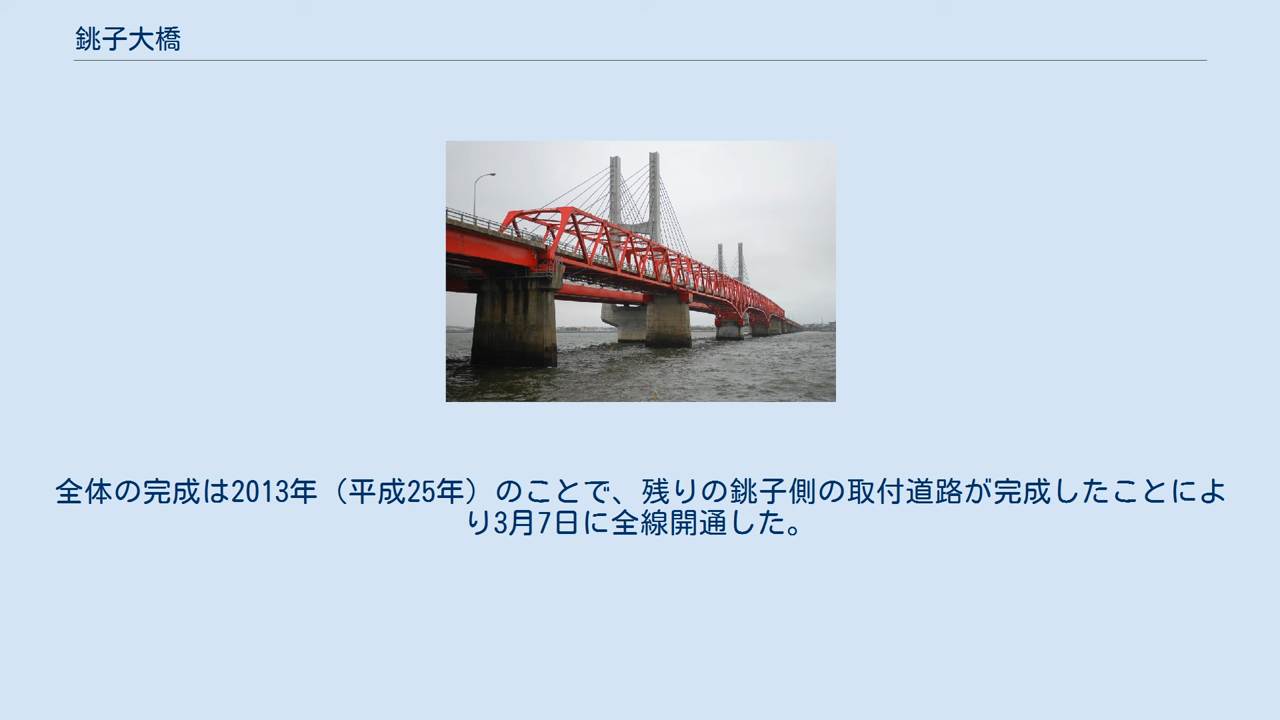 銚子大橋
全体の完成は2013年（平成25年）のことで、残りの銚子側の取付道路が完成したことによ
り3月7日に全線開通した。